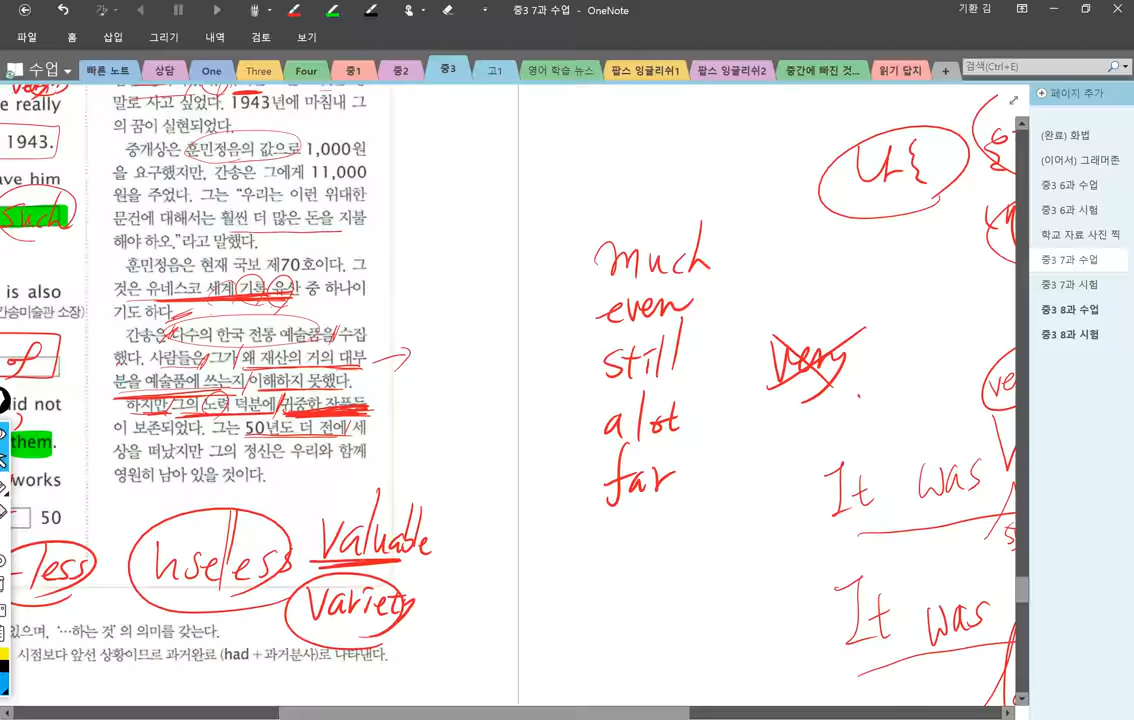 중3 7과 수업 - OneNote
기환 김
파일 홈 삽입 그리기 내역 검토 보기
수업 빠른 노트 상담 One Three Four 중1 중2 중3 고1 영어 학습 뉴스 팝스 잉글리쉬1 팝스 잉글리쉬2 중간에 빠진 것... 읽기 답지 + 검색(Ctrl+E)
페이지 추가
(완료) 화법
(이어서) 그래머존
중3 6과 수업
중3 6과 시험
학교 자료 사진 찍
중3 7과 수업
중3 7과 시험
중3 8과 수업
중3 8과 시험
e really
1943.
ave him
such
is also
간송미술관 소장)
of
did not
them.
works
50
말로 사고 싶었다. 1943년에 마침내 그
의 꿈이 실현되었다.
중개상은 훈민정음의 값으로 1,000원
을 요구했지만, 간송은 그에게 11,000
원을 주었다. 그는 “우리는 이런 위대한
문건에 대해서는 훨씬 더 많은 돈을 지불
해야 하오.”라고 말했다.
훈민정음은 현재 국보 제70호이다. 그
것은 유네스코 세계 기록 유산 중 하나이
기도 하다.
간송은 다수의 한국 전통 예술품을 수집
했다. 사람들은 그가 왜 재산의 거의 대부
분을 예술품에 쓰는지 이해하지 못했다.
하지만 그의 노력 덕분에 귀중한 작품들
이 보존되었다. 그는 50년도 더 전에 세
상을 떠났지만 그의 정신은 우리와 함께
영원히 남아 있을 것이다.
-less useless valuable
variety
있으며, ‘…하는 것’의 의미를 갖는다.
시점보다 앞선 상황이므로 과거완료 (had + 과거분사)로 나타낸다.
much
even
still
a lot
far
very
It was
It was